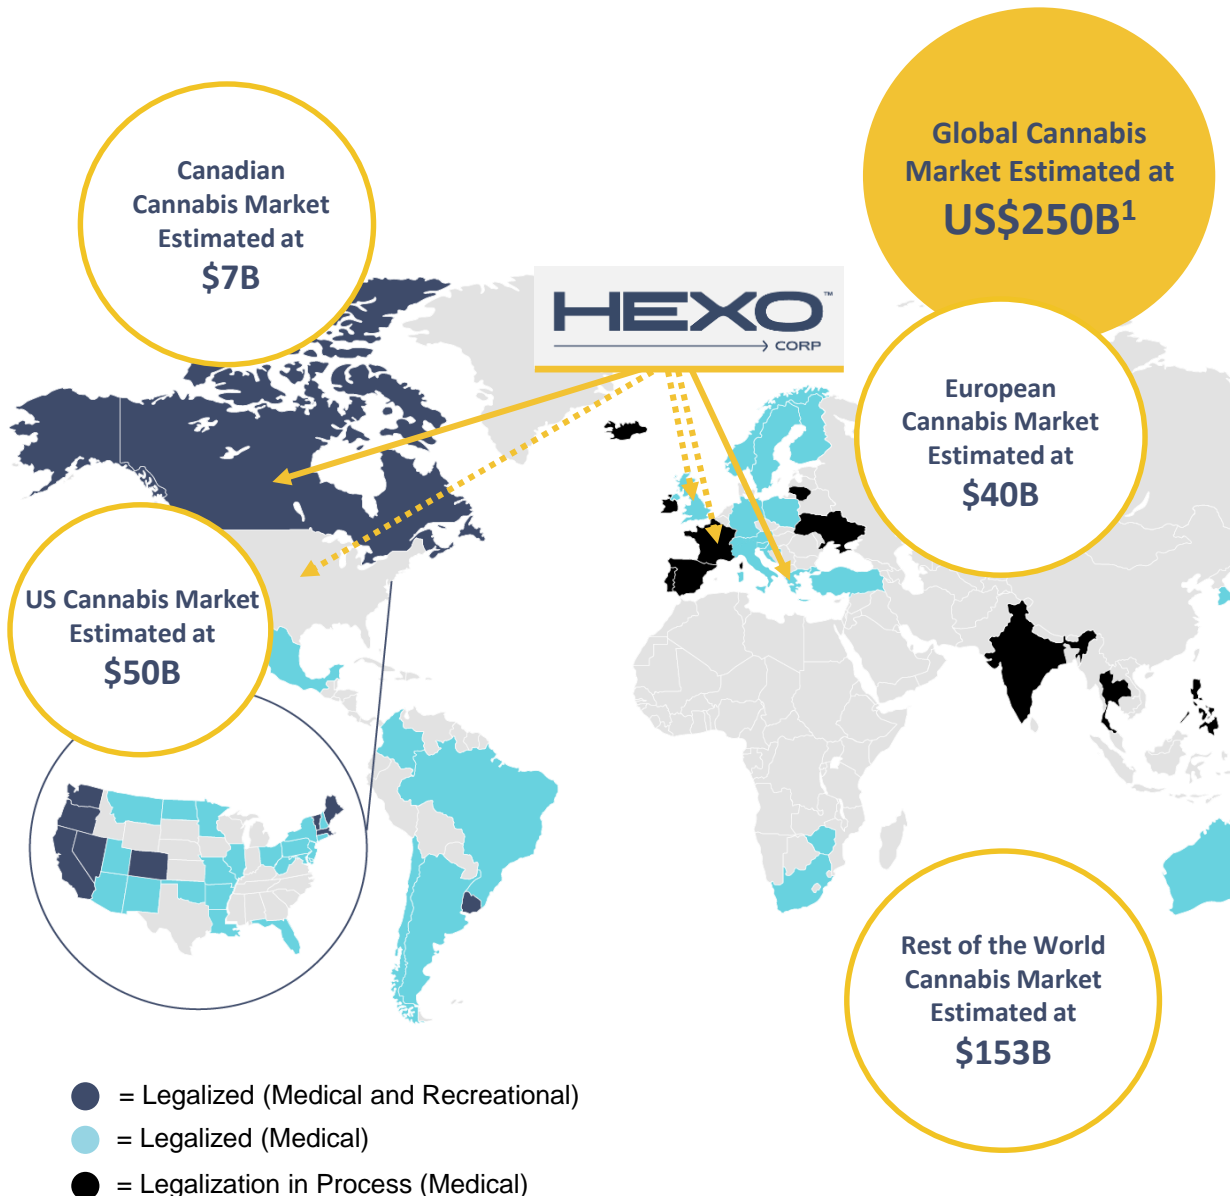 Canadian
Cannabis Market
Estimated at
$7B
Global Cannabis
Market Estimated at
US$250B¹
HEXO™
CORP
European
Cannabis Market
Estimated at
$40B
US Cannabis Market
Estimated at
$50B
Rest of the World
Cannabis Market
Estimated at
$153B
= Legalized (Medical and Recreational)
= Legalized (Medical)
= Legalization in Process (Medical)